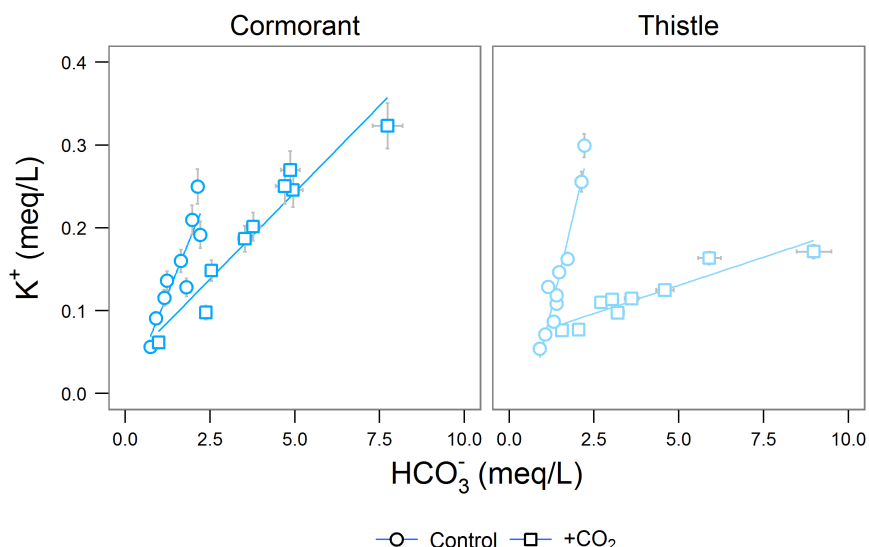 Cormorant Thistle
K⁺ (meq/L)
0.4
0.3
0.2
0.1
0.0
0.0 2.5 5.0 7.5 10.0 0.0 2.5 5.0 7.5 10.0
HCO₃⁻ (meq/L)
Control +CO₂